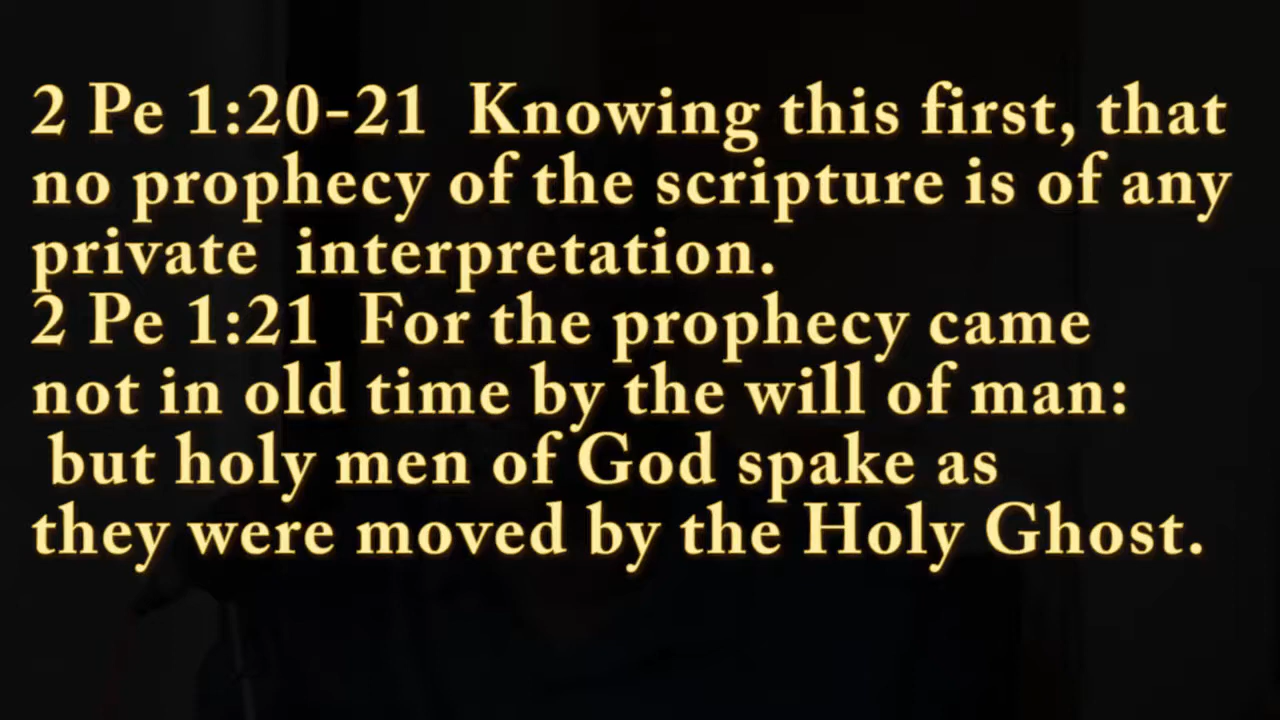 2 Pe 1:20-21  Knowing this first, that
no prophecy of the scripture is of any
private  interpretation.
2 Pe 1:21  For the prophecy came
not in old time by the will of man:
but holy men of God spake as
they were moved by the Holy Ghost.